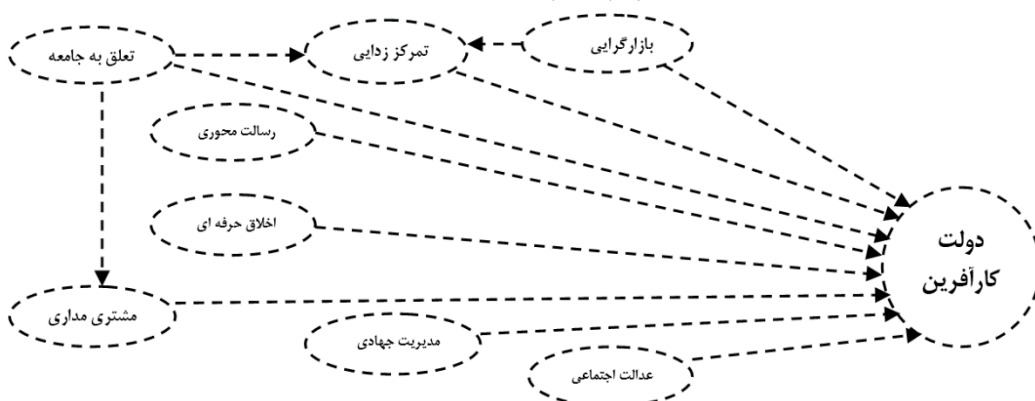 بازارگرایی
تمرکز زدایی
تعلق به جامعه
رسالت محوری
اخلاق حرفه ای
دولت
کارآفرین
مشتری مداری
مدیریت جهادی
عدالت اجتماعی